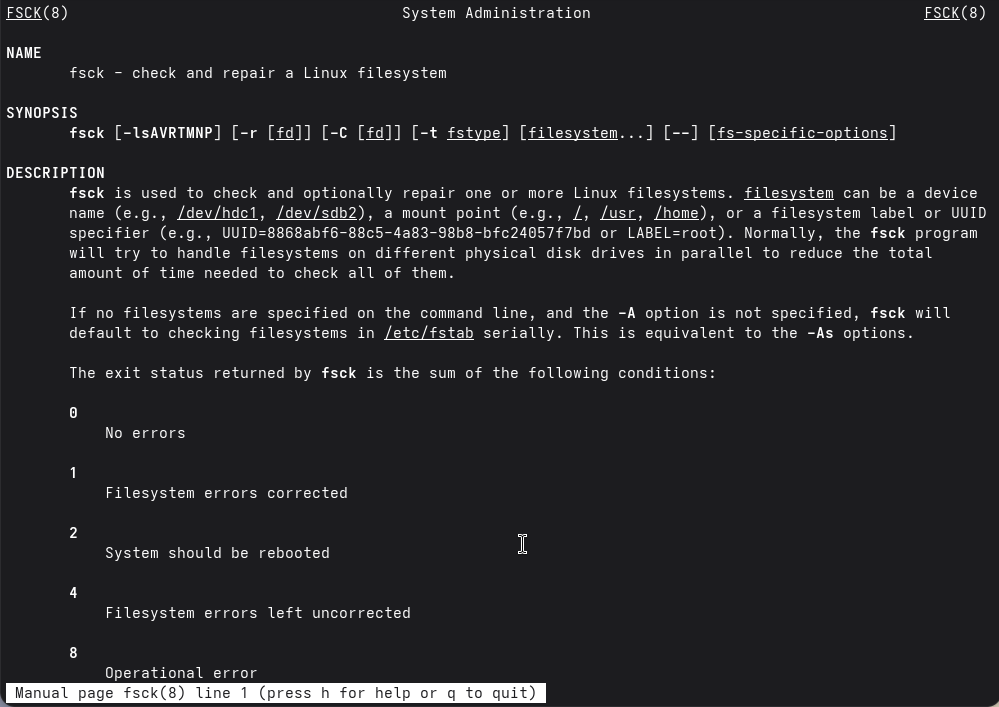 FSCK(8) System Administration FSCK(8)
NAME
fsck – check and repair a Linux filesystem
SYNOPSIS
fsck [–lsAVRTMNP] [–r [fd]] [–C [fd]] [–t fstype] [filesystem...] [––] [fs–specific–options]
DESCRIPTION
fsck is used to check and optionally repair one or more Linux filesystems. filesystem can be a device
name (e.g., /dev/hdc1, /dev/sdb2), a mount point (e.g., /, /usr, /home), or a filesystem label or UUID
specifier (e.g., UUID=8868abf6–88c5–4a83–98b8–bfc24057f7bd or LABEL=root). Normally, the fsck program
will try to handle filesystems on different physical disk drives in parallel to reduce the total
amount of time needed to check all of them.
If no filesystems are specified on the command line, and the –A option is not specified, fsck will
default to checking filesystems in /etc/fstab serially. This is equivalent to the –As options.
The exit status returned by fsck is the sum of the following conditions:
0
No errors
1
Filesystem errors corrected
2
System should be rebooted
4
Filesystem errors left uncorrected
8
Operational error
Manual page fsck(8) line 1 (press h for help or q to quit)